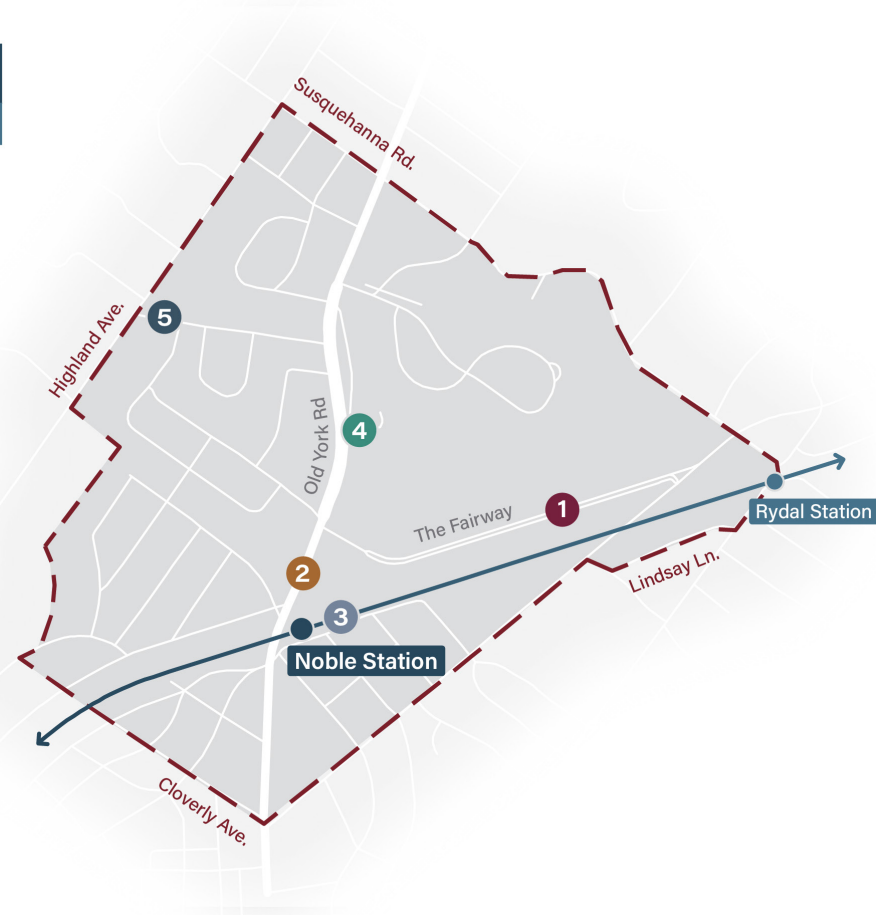 Susquehanna Rd.
5
Highland Ave.
Old York Rd
4
The Fairway
1
Rydal Station
Lindsay Ln.
2
3
Noble Station
Cloverly Ave.